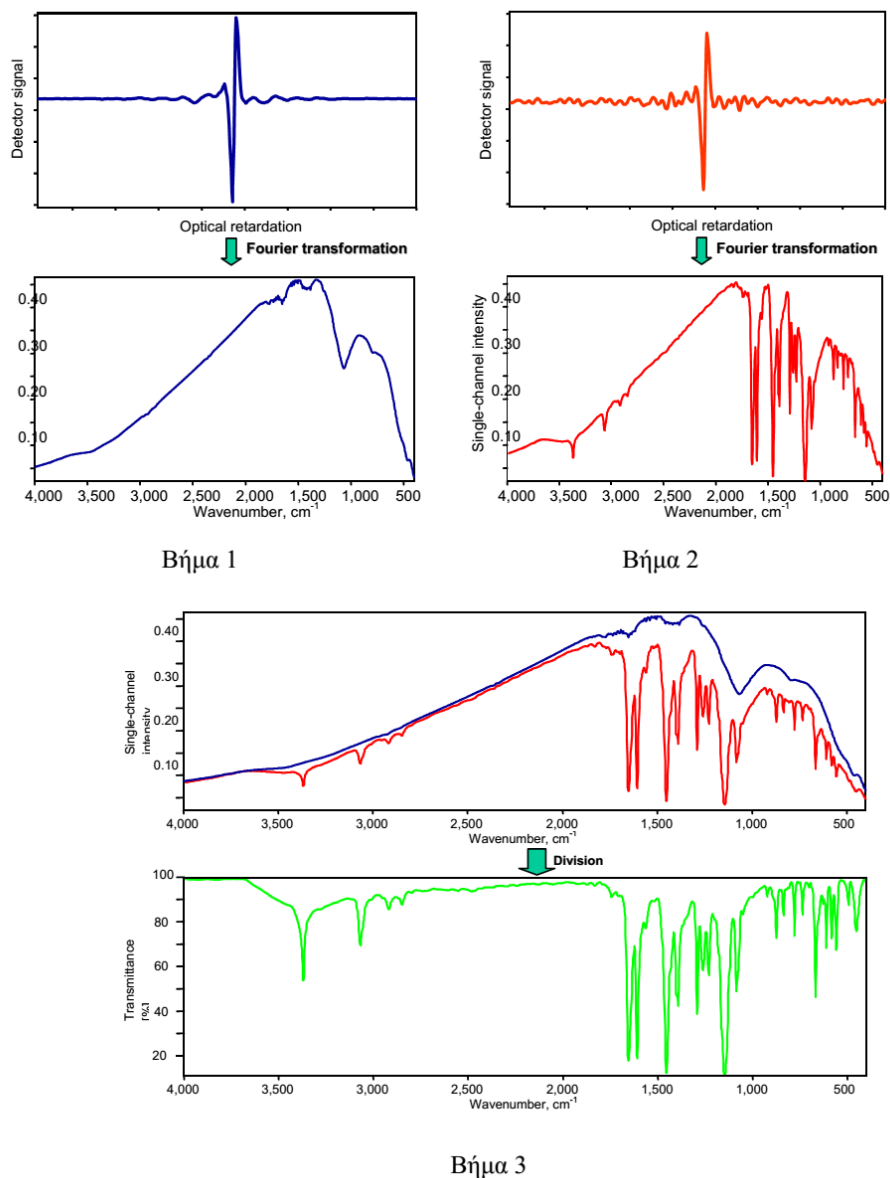 Detector signal
Optical retardation
Fourier transformation
0.40
0.30
0.20
0.10
4,000 3,500 3,000 2,500 2,000 1,500 1,000 500
Wavenumber, cm⁻¹
Βήμα 1
Detector signal
Optical retardation
Fourier transformation
Single-channel intensity
0.40
0.30
0.20
0.10
4,000 3,500 3,000 2,500 2,000 1,500 1,000 500
Wavenumber, cm⁻¹
Βήμα 2
Single-channel
intensity
0.40
0.30
0.20
0.10
4,000 3,500 3,000 2,500 2,000 1,500 1,000 500
Wavenumber, cm⁻¹
Division
Transmittance
[%]
100
80
60
40
20
4,000 3,500 3,000 2,500 2,000 1,500 1,000 500
Wavenumber, cm⁻¹
Βήμα 3